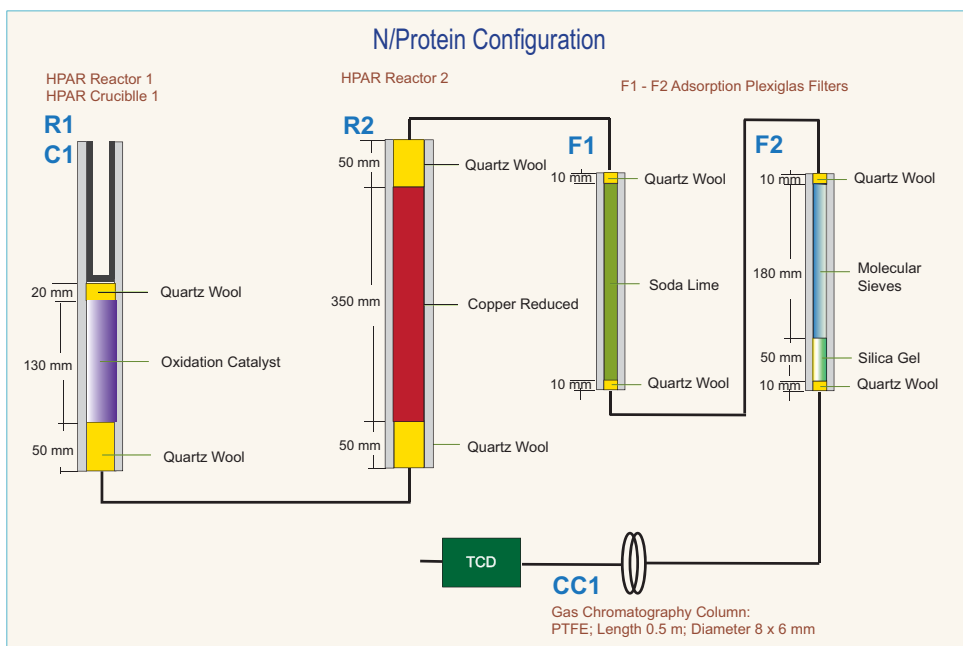 N/Protein Configuration
HPAR Reactor 1
HPAR Cruciblle 1
R1
C1
20 mm
Quartz Wool
130 mm
Oxidation Catalyst
50 mm
Quartz Wool
HPAR Reactor 2
R2
50 mm
Quartz Wool
350 mm
Copper Reduced
50 mm
Quartz Wool
F1 - F2 Adsorption Plexiglas Filters
F1
10 mm
Quartz Wool
Soda Lime
10 mm
Quartz Wool
F2
10 mm
Quartz Wool
180 mm
Molecular
Sieves
50 mm
Silica Gel
10 mm
Quartz Wool
TCD
CC1
Gas Chromatography Column:
PTFE; Length 0.5 m; Diameter 8 x 6 mm